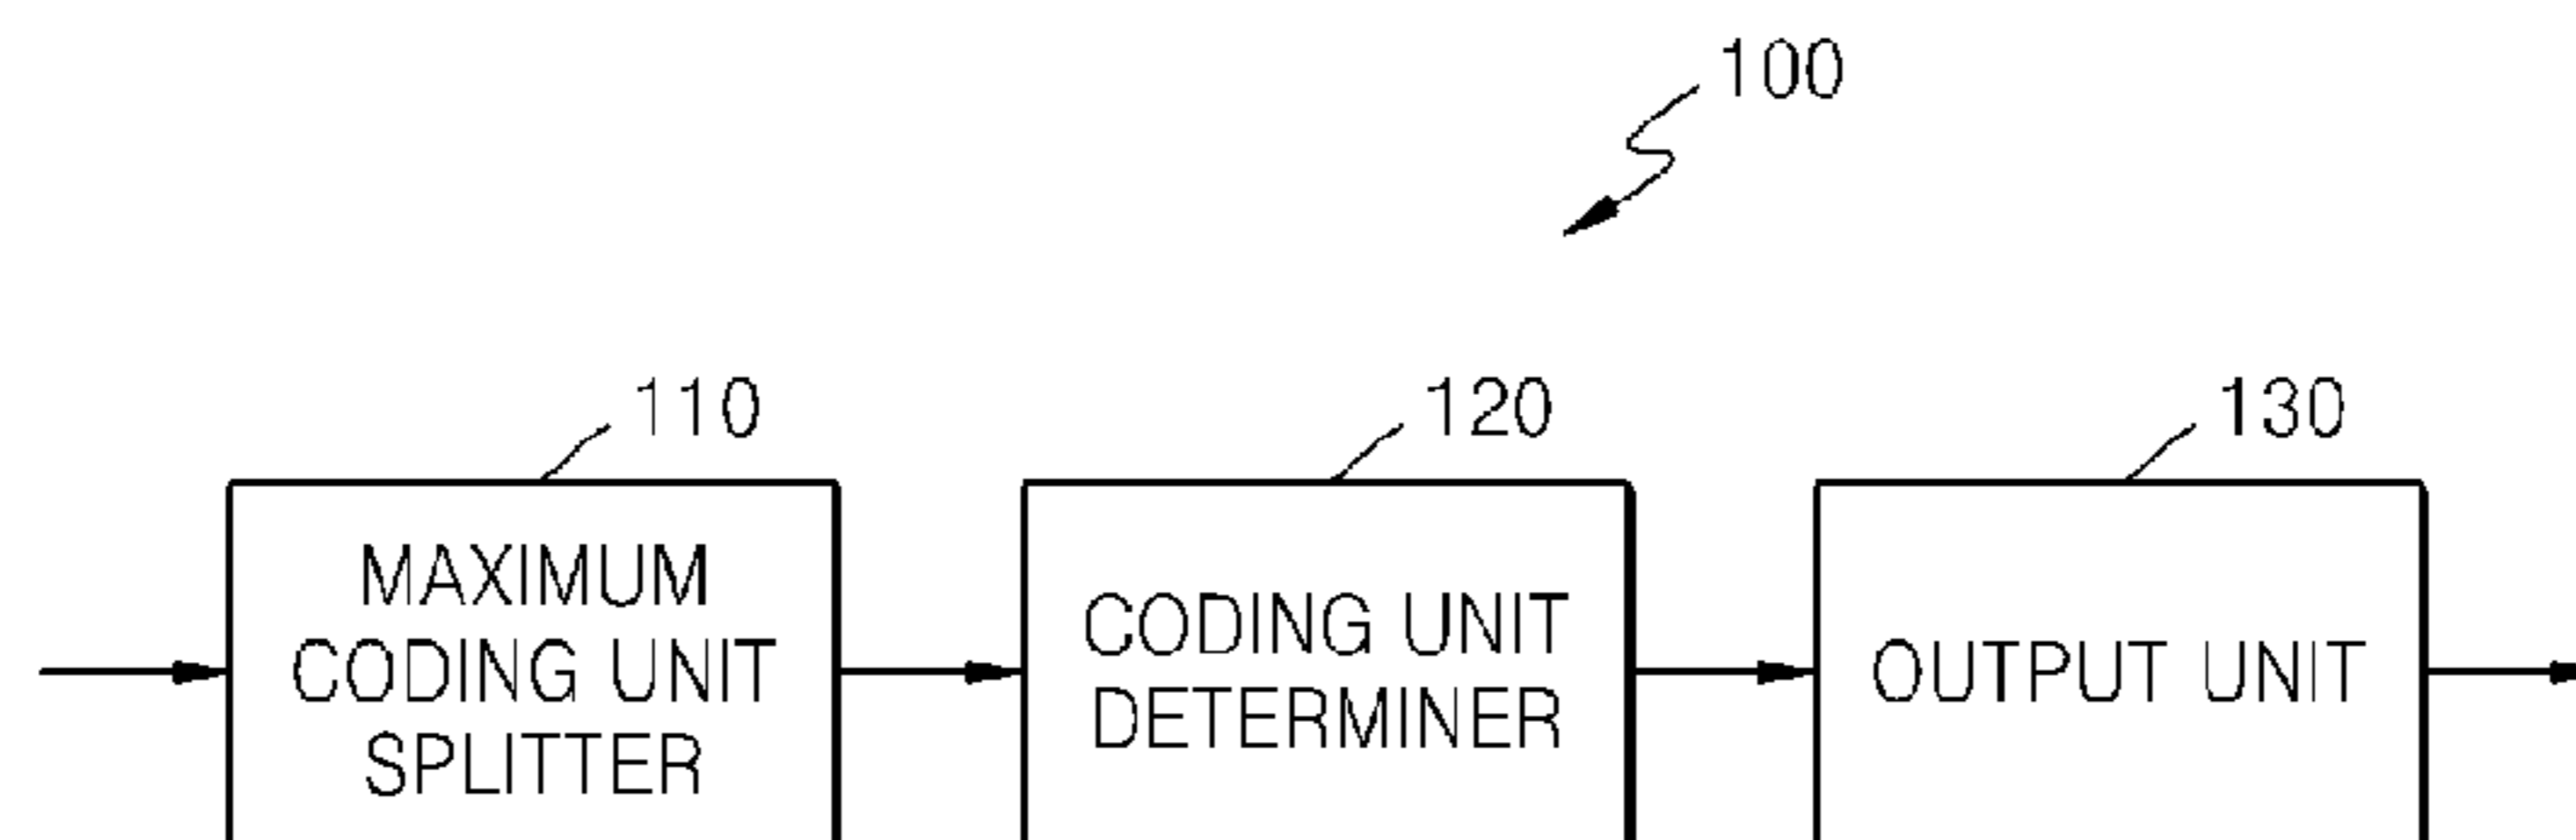 100
110
120
130
MAXIMUM
CODING UNIT
SPLITTER
CODING UNIT
DETERMINER
OUTPUT UNIT